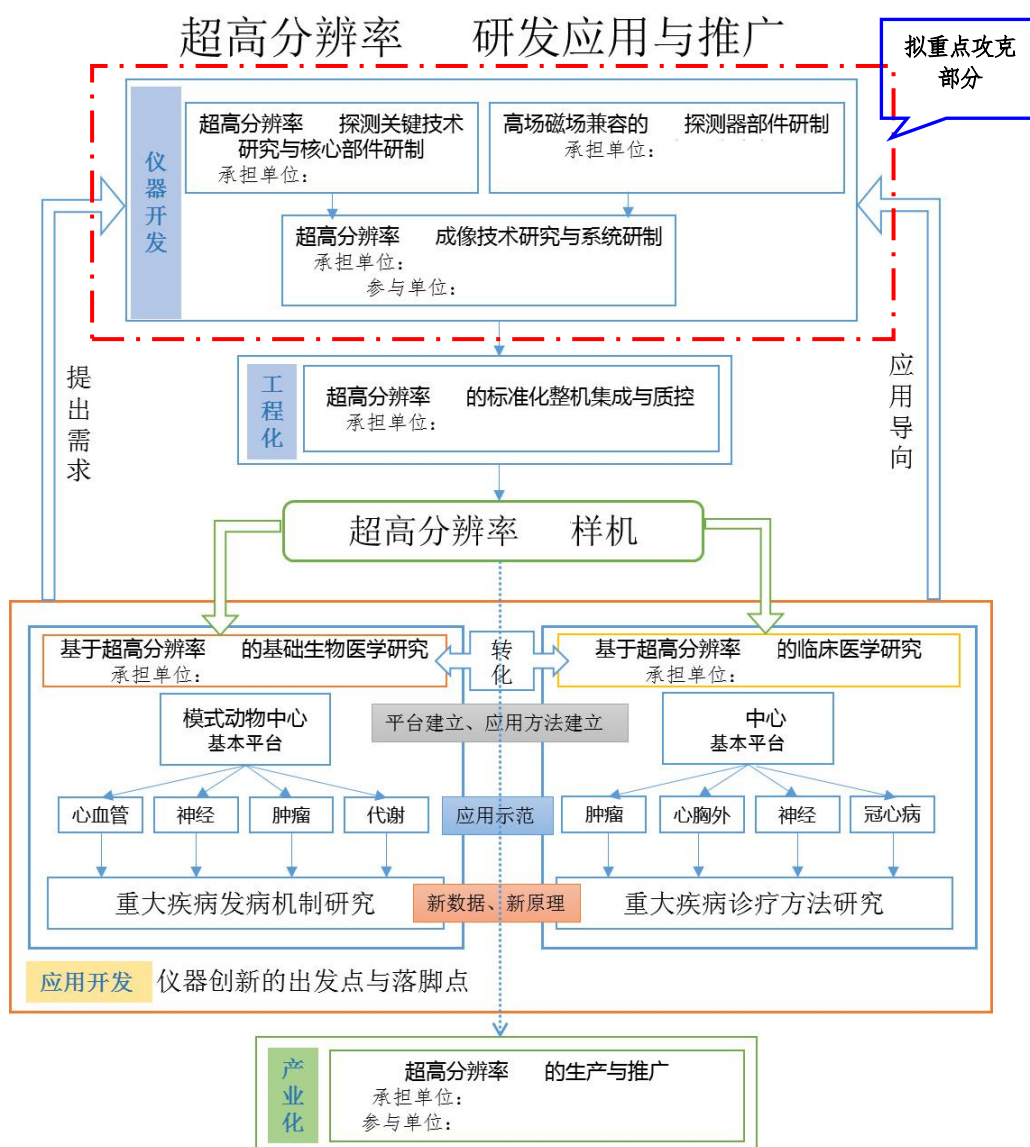 超高分辨率 研发应用与推广
拟重点攻克
部分
仪器开发
超高分辨率 探测关键技术
研究与核心部件研制
承担单位：
高场磁场兼容的 探测器部件研制
承担单位：
超高分辨率 成像技术研究与系统研制
承担单位：
参与单位：
提出需求
应用导向
工程化
超高分辨率 的标准化整机集成与质控
承担单位：
超高分辨率 样机
基于超高分辨率 的基础生物医学研究
承担单位：
转化
基于超高分辨率 的临床医学研究
承担单位：
模式动物中心
基本平台
平台建立、应用方法建立
中心
基本平台
心血管 神经 肿瘤 代谢
应用示范
肿瘤 心胸外 神经 冠心病
重大疾病发病机制研究
新数据、新原理
重大疾病诊疗方法研究
应用开发 仪器创新的出发点与落脚点
产业化
超高分辨率 的生产与推广
承担单位：
参与单位：